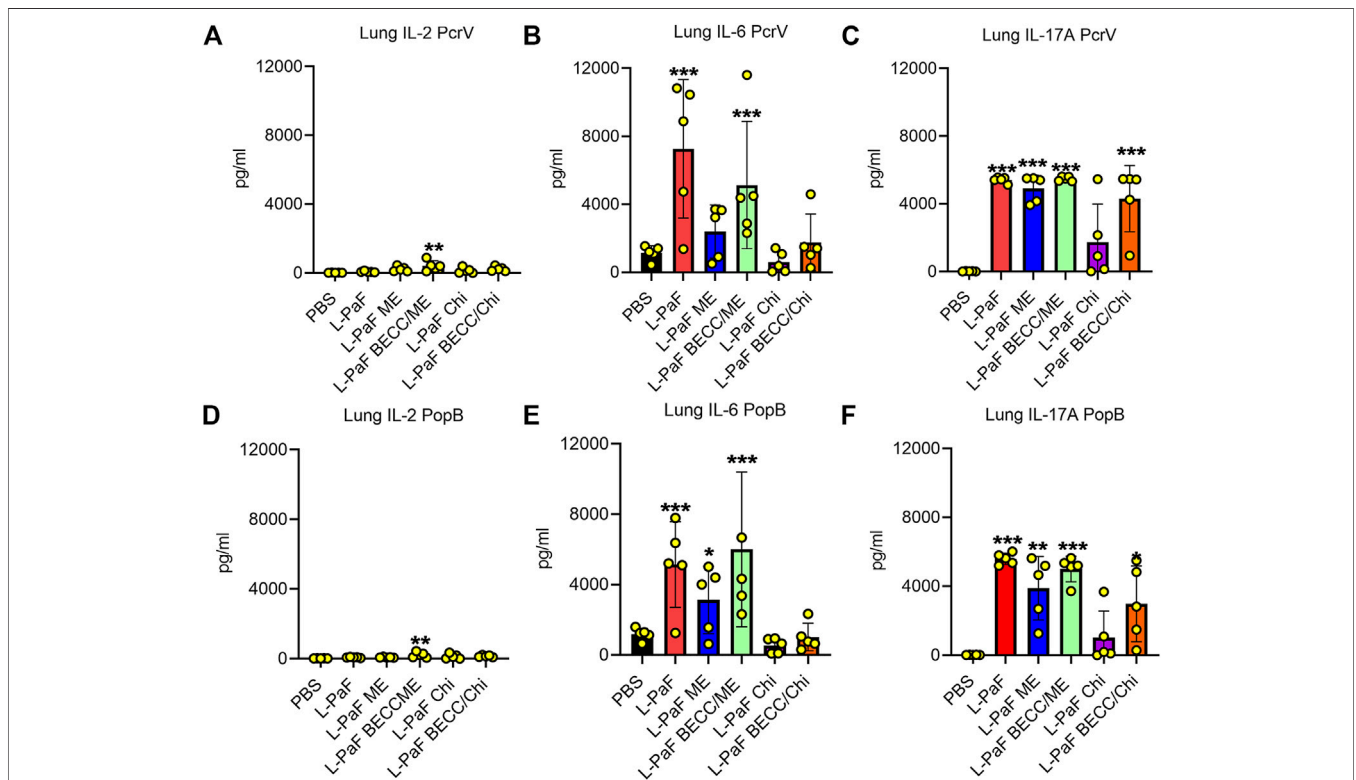 A
Lung IL-2 PcrV
pg/ml
12000
8000
4000
0
**
PBS
L-PaF
L-PaF ME
L-PaF BECC/ME
L-PaF Chi
L-PaF BECC/Chi
B
Lung IL-6 PcrV
pg/ml
12000
8000
4000
0
***
***
PBS
L-PaF
L-PaF ME
L-PaF BECC/ME
L-PaF Chi
L-PaF BECC/Chi
C
Lung IL-17A PcrV
pg/ml
12000
8000
4000
0
***
***
***
***
PBS
L-PaF
L-PaF ME
L-PaF BECC/ME
L-PaF Chi
L-PaF BECC/Chi
D
Lung IL-2 PopB
pg/ml
12000
8000
4000
0
**
PBS
L-PaF
L-PaF ME
L-PaF BECCME
L-PaF Chi
L-PaF BECC/Chi
E
Lung IL-6 PopB
pg/ml
12000
8000
4000
0
***
*
***
PBS
L-PaF
L-PaF ME
L-PaF BECC/ME
L-PaF Chi
L-PaF BECC/Chi
F
Lung IL-17A PopB
pg/ml
12000
8000
4000
0
***
**
***
*
PBS
L-PaF
L-PaF ME
L-PaF BECC/ME
L-PaF Chi
L-PaF BECC/Chi